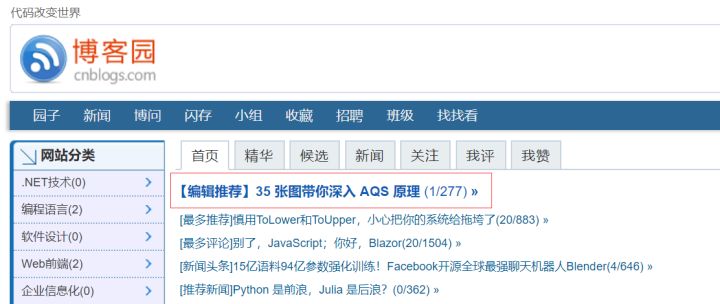 代码改变世界
博客园
cnblogs.com
园子 新闻 博问 闪存 小组 收藏 招聘 班级 找找看
网站分类
.NET技术(0)
编程语言(2)
软件设计(0)
Web前端(2)
企业信息化(0)
首页 精华 候选 新闻 关注 我评 我赞
【编辑推荐】35 张图带你深入 AQS 原理 (1/277) »
[最多推荐]慎用ToLower和ToUpper，小心把你的系统给拖垮了(20/883) »
[最多评论]别了，JavaScript；你好，Blazor(20/1504) »
[新闻头条]15亿语料94亿参数强化训练！Facebook开源全球最强聊天机器人Blender(4/646) »
[推荐新闻]Python 是前浪，Julia 是后浪？(0/362) »